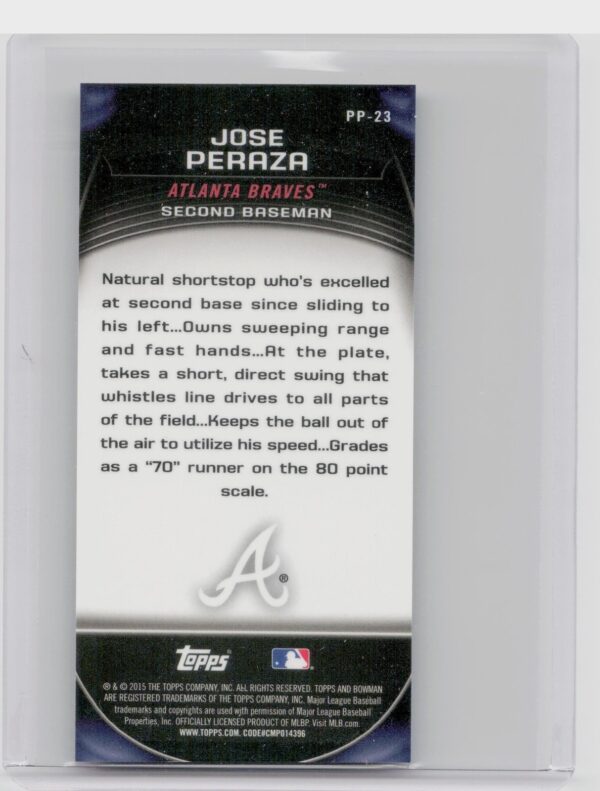 PP-23
JOSE
PERAZA
ATLANTA BRAVES™
SECOND BASEMAN
Natural shortstop who's excelled
at second base since sliding to
his left...Owns sweeping range
and fast hands...At the plate,
takes a short, direct swing that
whistles line drives to all parts
of the field...Keeps the ball out of
the air to utilize his speed...Grades
as a "70" runner on the 80 point
scale.
A®
Topps®
® & © 2015 THE TOPPS COMPANY, INC. ALL RIGHTS RESERVED. TOPPS AND BOWMAN
ARE REGISTERED TRADEMARKS OF THE TOPPS COMPANY, INC. Major League Baseball
trademarks and copyrights are used with permission of Major League Baseball
Properties, Inc. OFFICIALLY LICENSED PRODUCT OF MLBP. Visit MLB.com.
WWW.TOPPS.COM. CODE#CMP014396